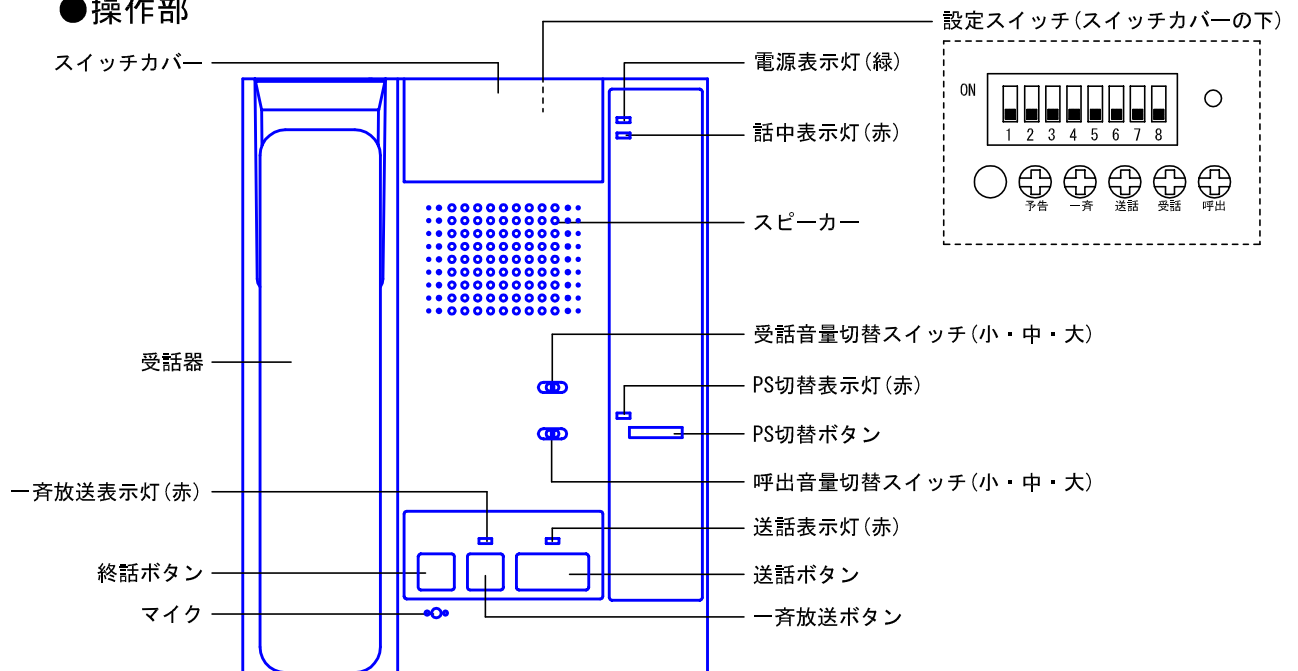 ●操作部
設定スイッチ(スイッチカバーの下)
スイッチカバー
電源表示灯(緑)
話中表示灯(赤)
ON
1 2 3 4 5 6 7 8
予告 一斉 送話 受話 呼出
スピーカー
受話音量切替スイッチ(小・中・大)
受話器
PS切替表示灯(赤)
PS切替ボタン
呼出音量切替スイッチ(小・中・大)
一斉放送表示灯(赤)
送話表示灯(赤)
終話ボタン
送話ボタン
マイク
一斉放送ボタン